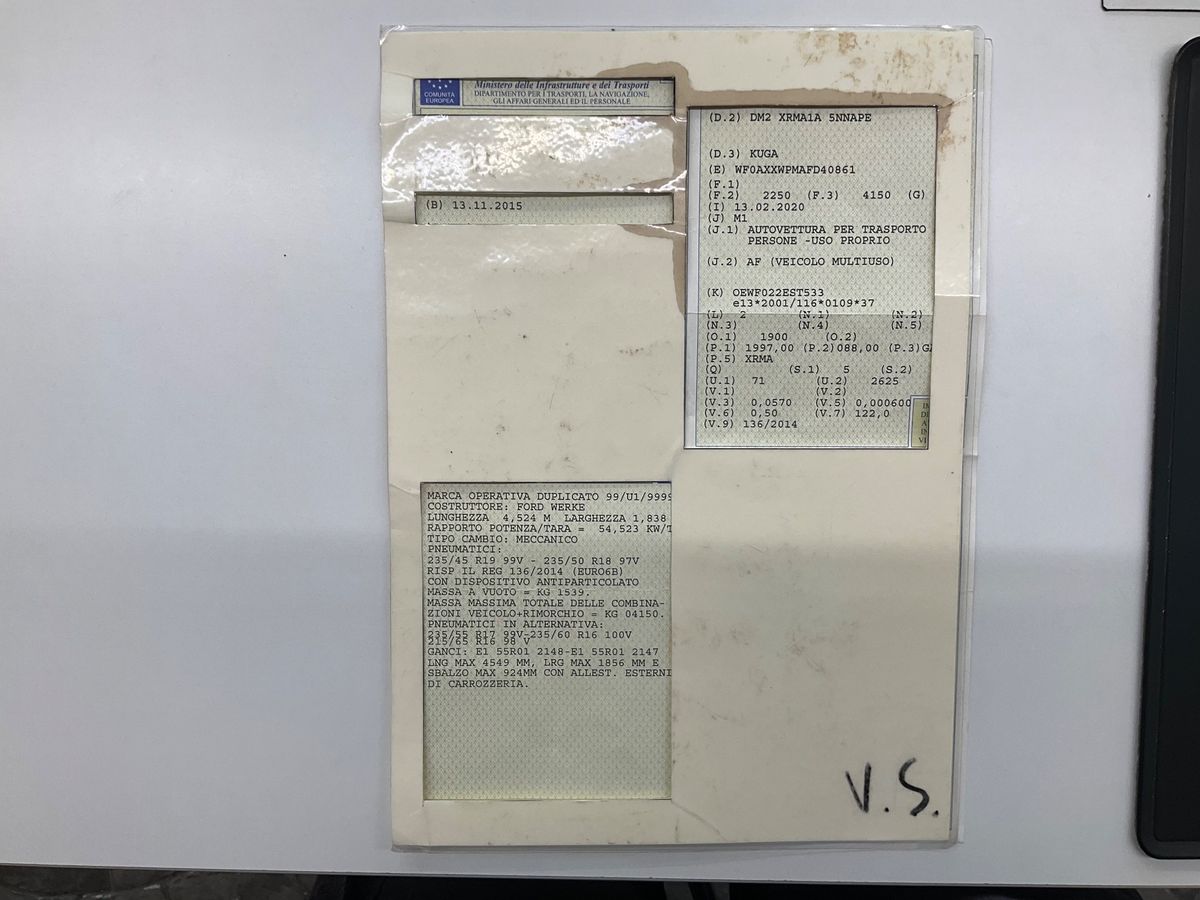 COMUNITÀ
EUROPEA
Ministero delle Infrastrutture e dei Trasporti
DIPARTIMENTO PER I TRASPORTI, LA NAVIGAZIONE,
GLI AFFARI GENERALI ED IL PERSONALE
(B) 13.11.2015
(D.2) DM2 XRMA1A 5NNAPE
(D.3) KUGA
(E) WF0AXXWPMAFD40861
(F.1)
(F.2) 2250 (F.3) 4150 (G)
(I) 13.02.2020
(J) M1
(J.1) AUTOVETTURA PER TRASPORTO
PERSONE -USO PROPRIO
(J.2) AF (VEICOLO MULTIUSO)
(K) OEWF022EST533
e13*2001/116*0109*37
(L) 2 (N.1) (N.2)
(N.3) (N.4) (N.5)
(O.1) 1900 (O.2)
(P.1) 1997,00 (P.2)088,00 (P.3)G
(P.5) XRMA
(Q) (S.1) 5 (S.2)
(U.1) 71 (U.2) 2625
(V.1) (V.2)
(V.3) 0,0570 (V.5) 0,000600
(V.6) 0,50 (V.7) 122,0
(V.9) 136/2014
MARCA OPERATIVA DUPLICATO 99/U1/9999
COSTRUTTORE: FORD WERKE
LUNGHEZZA 4,524 M LARGHEZZA 1,838
RAPPORTO POTENZA/TARA = 54,523 KW/T
TIPO CAMBIO: MECCANICO
PNEUMATICI:
235/45 R19 99V - 235/50 R18 97V
RISP IL REG 136/2014 (EURO6B)
CON DISPOSITIVO ANTIPARTICOLATO
MASSA A VUOTO = KG 1539.
MASSA MASSIMA TOTALE DELLE COMBINA-
ZIONI VEICOLO+RIMORCHIO = KG 04150.
PNEUMATICI IN ALTERNATIVA:
235/55 R17 99V-235/60 R16 100V
215/65 R16 98 V
GANCI: E1 55R01 2148-E1 55R01 2147
LNG MAX 4549 MM, LRG MAX 1856 MM E
SBALZO MAX 924MM CON ALLEST. ESTERNI
DI CARROZZERIA.
V.S.